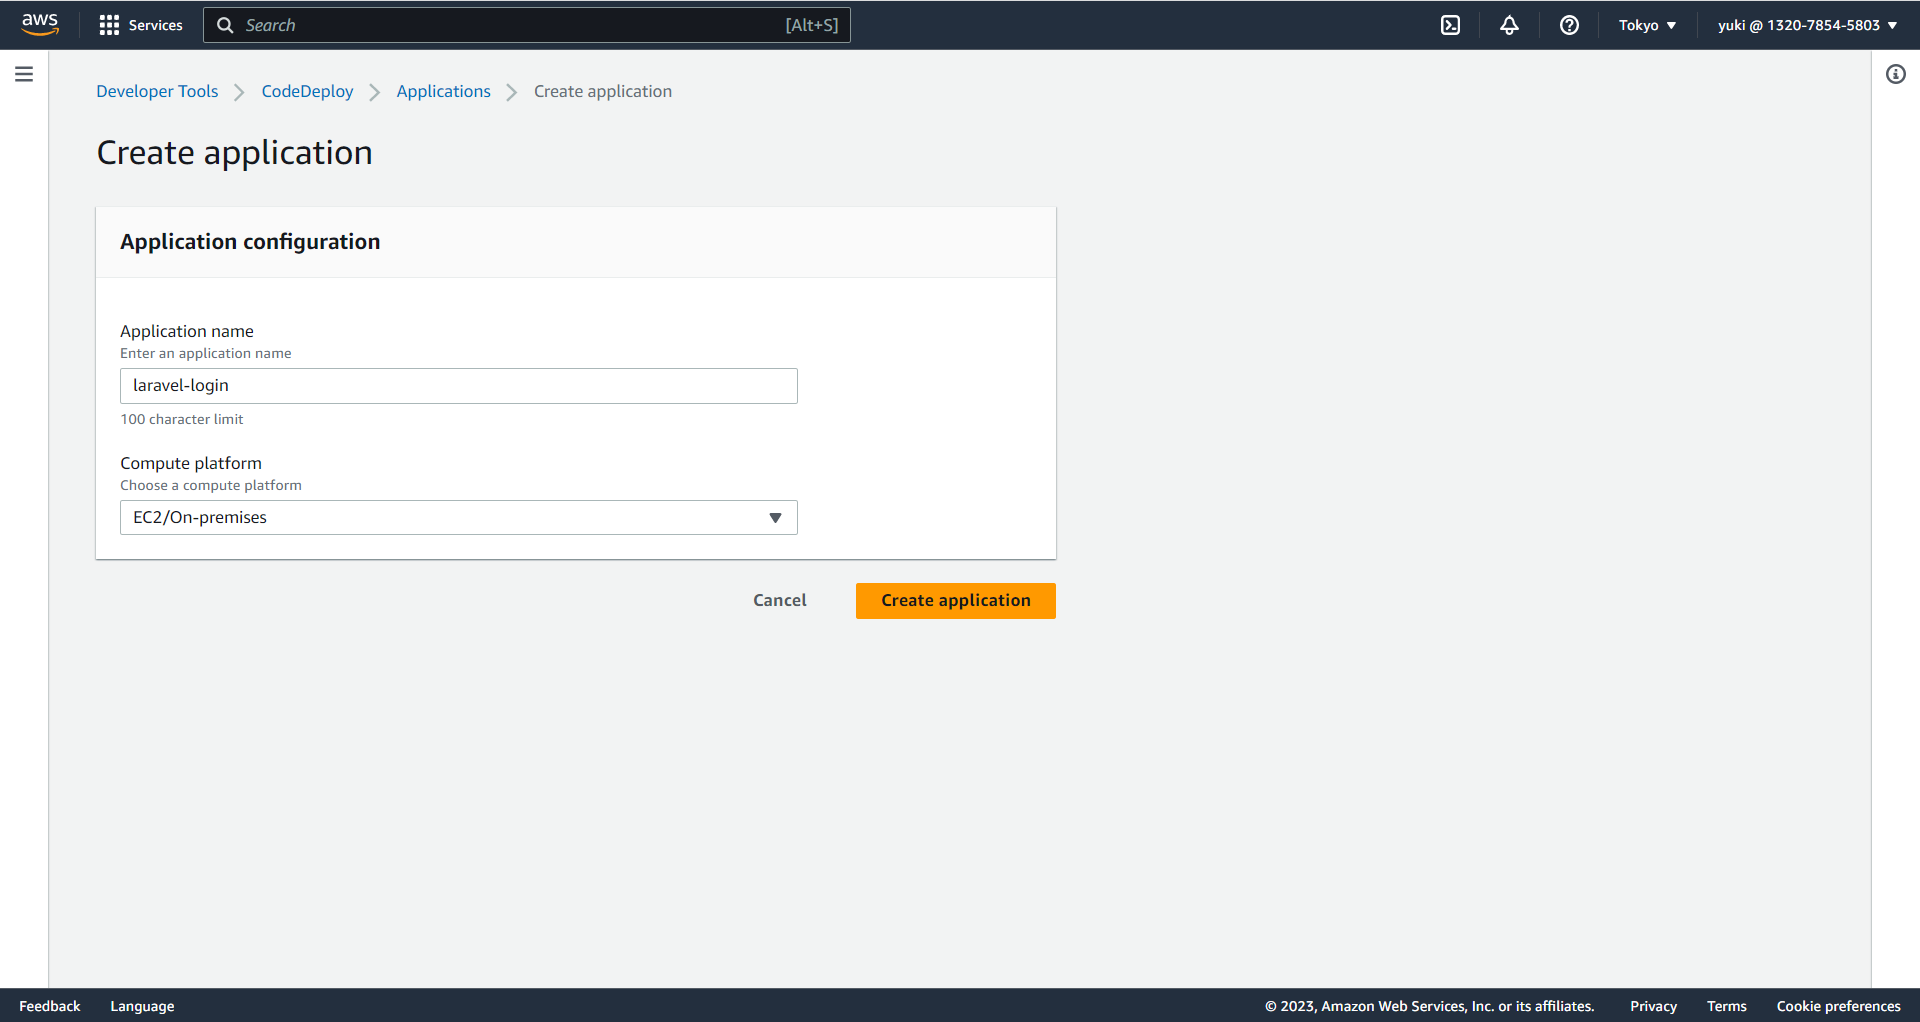 aws Services Search [Alt+S] Tokyo yuki @ 1320-7854-5803
Developer Tools CodeDeploy Applications Create application
Create application
Application configuration
Application name
Enter an application name
laravel-login
100 character limit
Compute platform
Choose a compute platform
EC2/On-premises
Cancel Create application
Feedback Language © 2023, Amazon Web Services, Inc. or its affiliates. Privacy Terms Cookie preferences